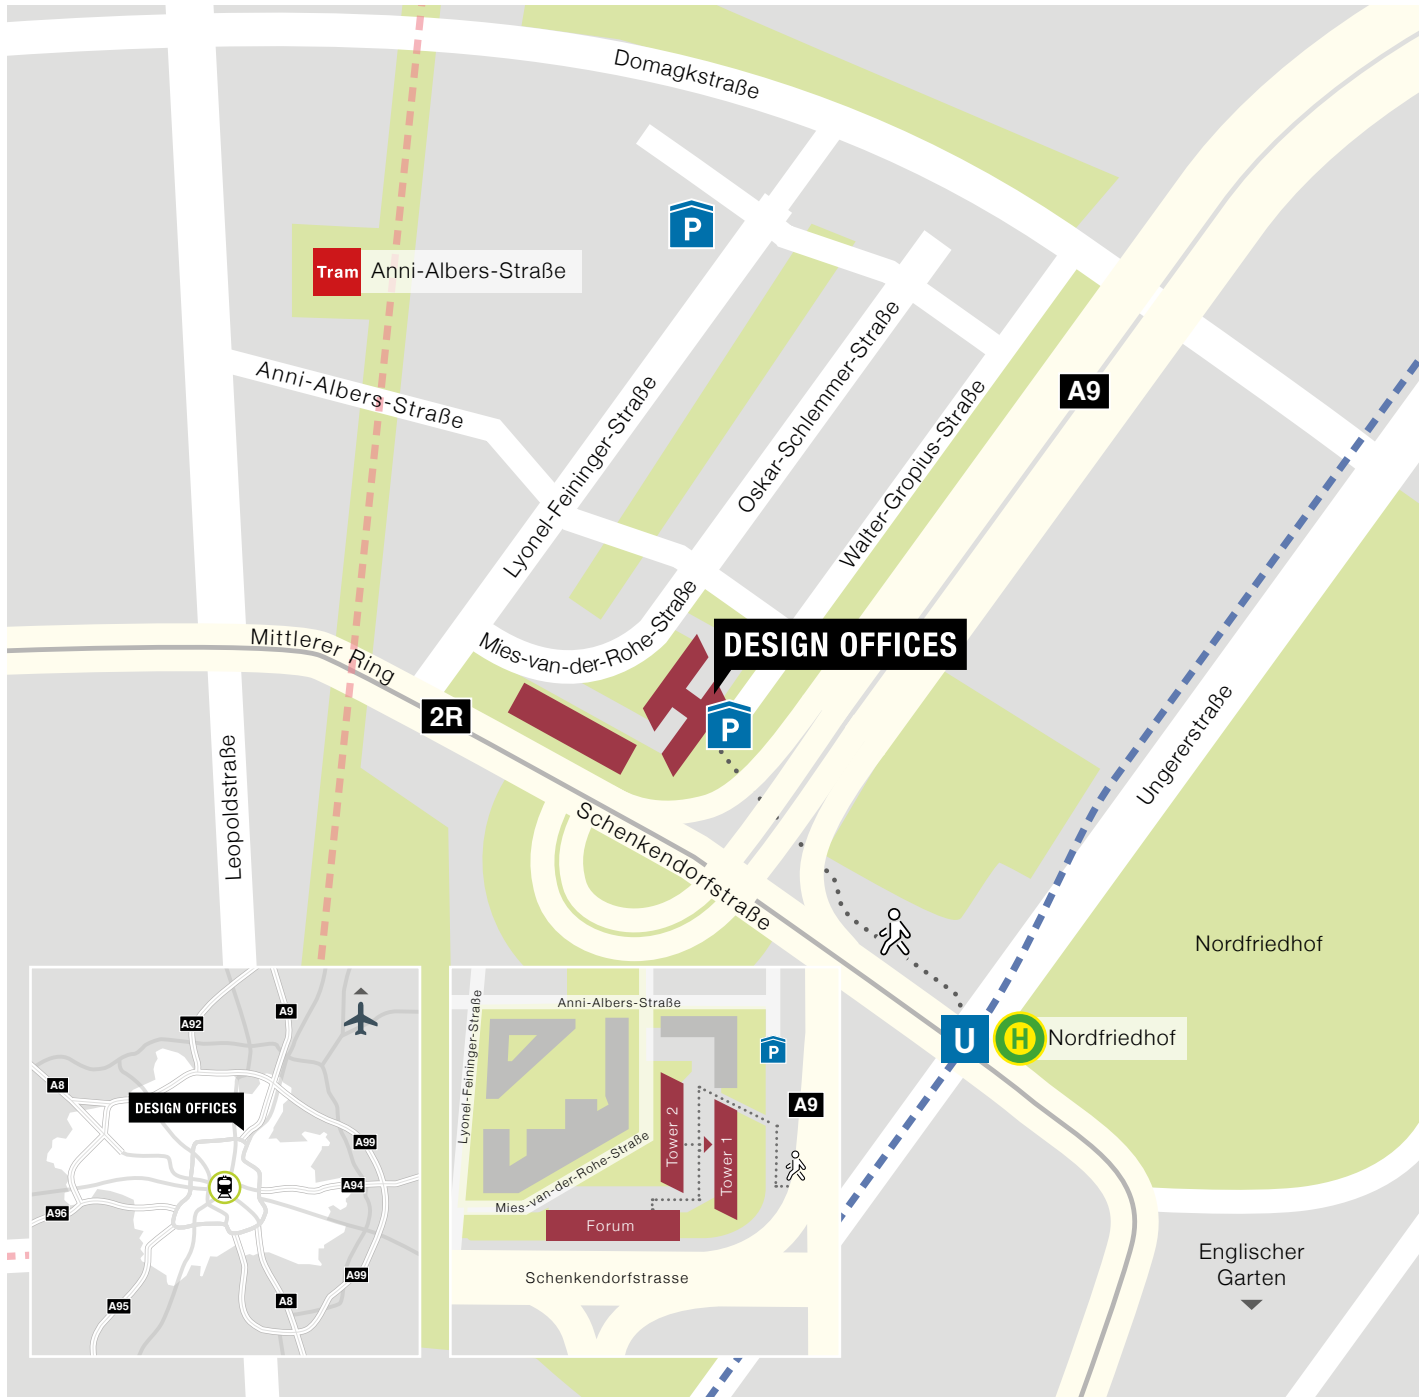 Domagkstraße
P
Tram
Anni-Albers-Straße
Anni-Albers-Straße
Lyonel-Feininger-Straße
Oskar-Schlemmer-Straße
Walter-Gropius-Straße
A9
Mies-van-der-Rohe-Straße
DESIGN OFFICES
P
Mittlerer Ring
2R
Leopoldstraße
Schenkendorfstraße
Ungererstraße
Nordfriedhof
U
H
Nordfriedhof
Englischer
Garten
A92
A9
A8
DESIGN OFFICES
A99
A94
A96
A99
A95
A8
Anni-Albers-Straße
Lyonel-Feininger-Straße
P
A9
Tower 2
Tower 1
Mies-van-der-Rohe-Straße
Forum
Schenkendorfstrasse